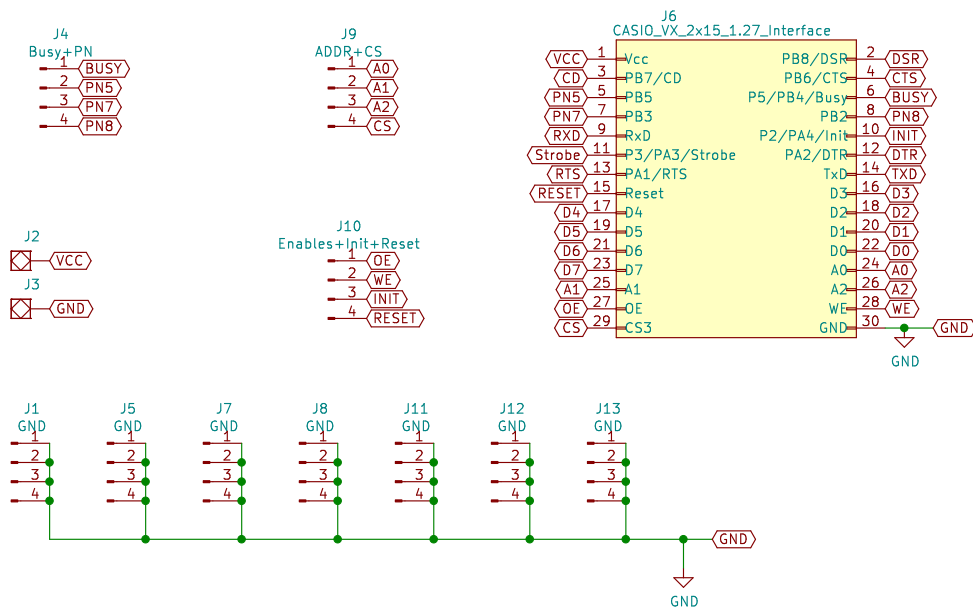 J4
Busy+PN
1 BUSY
2 PN5
3 PN7
4 PN8
J9
ADDR+CS
1 A0
2 A1
3 A2
4 CS
J6
CASIO_VX_2x15_1.27_Interface
VCC 1 Vcc PB8/DSR 2 DSR
CD 3 PB7/CD PB6/CTS 4 CTS
PN5 5 PB5 P5/PB4/Busy 6 BUSY
PN7 7 PB3 PB2 8 PN8
RXD 9 RxD P2/PA4/Init 10 INIT
Strobe 11 P3/PA3/Strobe PA2/DTR 12 DTR
RTS 13 PA1/RTS TxD 14 TXD
RESET 15 Reset D3 16 D3
D4 17 D4 D2 18 D2
D5 19 D5 D1 20 D1
D6 21 D6 D0 22 D0
D7 23 D7 A0 24 A0
A1 25 A1 A2 26 A2
OE 27 OE WE 28 WE
CS 29 CS3 GND 30 GND
GND
J2
VCC
J3
GND
J10
Enables+Init+Reset
1 OE
2 WE
3 INIT
4 RESET
J1
GND
1
2
3
4
J5
GND
1
2
3
4
J7
GND
1
2
3
4
J8
GND
1
2
3
4
J11
GND
1
2
3
4
J12
GND
1
2
3
4
J13
GND
1
2
3
4
GND
GND